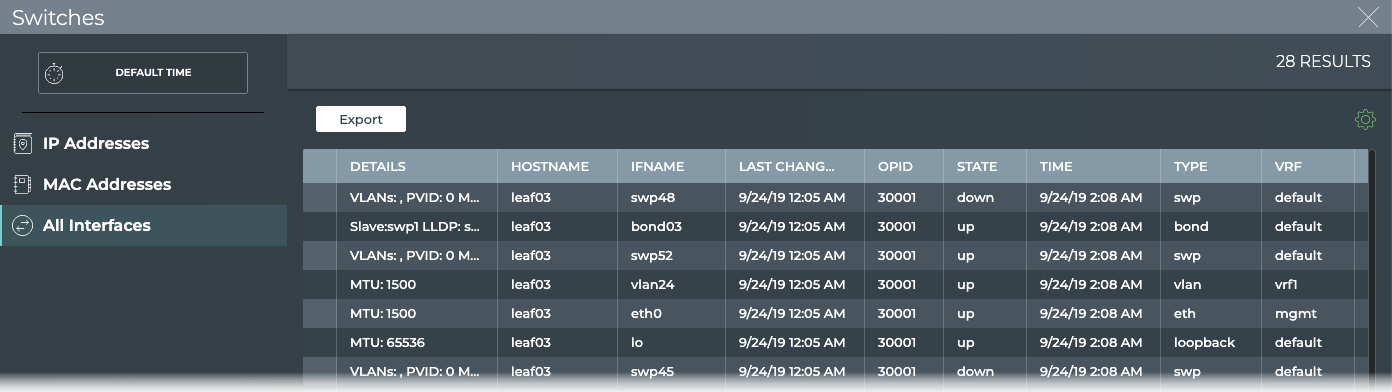 Switches
DEFAULT TIME
28 RESULTS
IP Addresses
MAC Addresses
All Interfaces
Export
DETAILS HOSTNAME IFNAME LAST CHANG... OPID STATE TIME TYPE VRF
VLANs: , PVID: 0 M... leaf03 swp48 9/24/19 12:05 AM 30001 down 9/24/19 2:08 AM swp default
Slave:swp1 LLDP: s... leaf03 bond03 9/24/19 12:05 AM 30001 up 9/24/19 2:08 AM bond default
VLANs: , PVID: 0 M... leaf03 swp52 9/24/19 12:05 AM 30001 up 9/24/19 2:08 AM swp default
MTU: 1500 leaf03 vlan24 9/24/19 12:05 AM 30001 up 9/24/19 2:08 AM vlan vrf1
MTU: 1500 leaf03 eth0 9/24/19 12:05 AM 30001 up 9/24/19 2:08 AM eth mgmt
MTU: 65536 leaf03 lo 9/24/19 12:05 AM 30001 up 9/24/19 2:08 AM loopback default
VLANs: , PVID: 0 M... leaf03 swp45 9/24/19 12:05 AM 30001 down 9/24/19 2:08 AM swp default